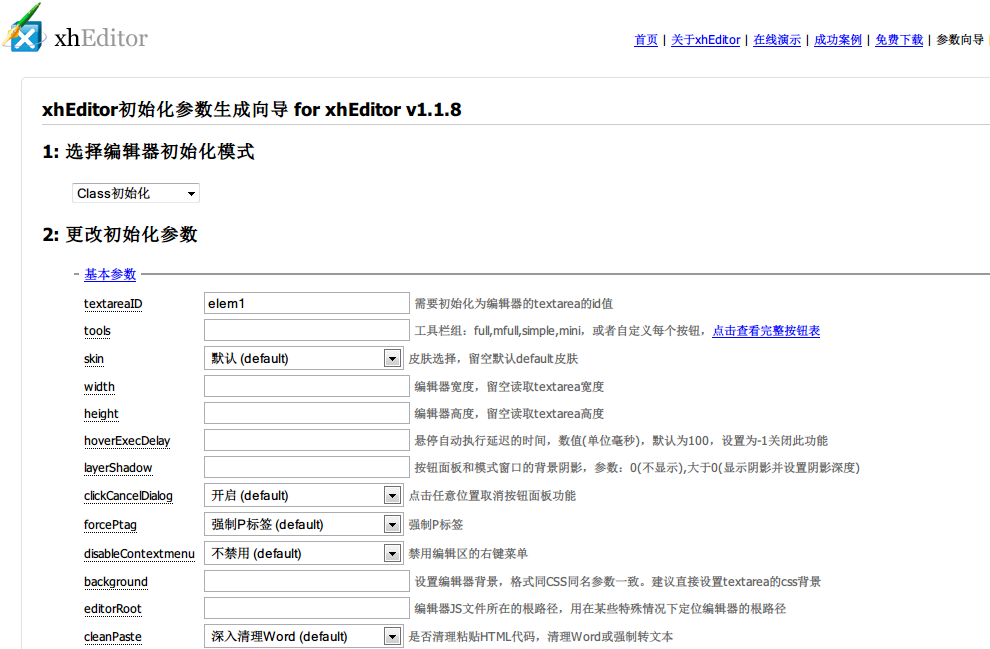 xhEditor
首页 | 关于xhEditor | 在线演示 | 成功案例 | 免费下载 | 参数向导 |
xhEditor初始化参数生成向导 for xhEditor v1.1.8
1: 选择编辑器初始化模式
Class初始化
2: 更改初始化参数
基本参数
textareaID elem1 需要初始化为编辑器的textarea的id值
tools 工具栏组：full,mfull,simple,mini，或者自定义每个按钮，点击查看完整按钮表
skin 默认 (default) 皮肤选择，留空默认default皮肤
width 编辑器宽度，留空读取textarea宽度
height 编辑器高度，留空读取textarea高度
hoverExecDelay 悬停自动执行延迟的时间，数值(单位毫秒)，默认为100，设置为-1关闭此功能
layerShadow 按钮面板和模式窗口的背景阴影，参数：0(不显示),大于0(显示阴影并设置阴影深度)
clickCancelDialog 开启 (default) 点击任意位置取消按钮面板功能
forcePtag 强制P标签 (default) 强制P标签
disableContextmenu 不禁用 (default) 禁用编辑区的右键菜单
background 设置编辑器背景，格式同CSS同名参数一致。建议直接设置textarea的css背景
editorRoot 编辑器JS文件所在的根路径，用在某些特殊情况下定位编辑器的根路径
cleanPaste 深入清理Word (default) 是否清理粘贴HTML代码，清理Word或强制转文本